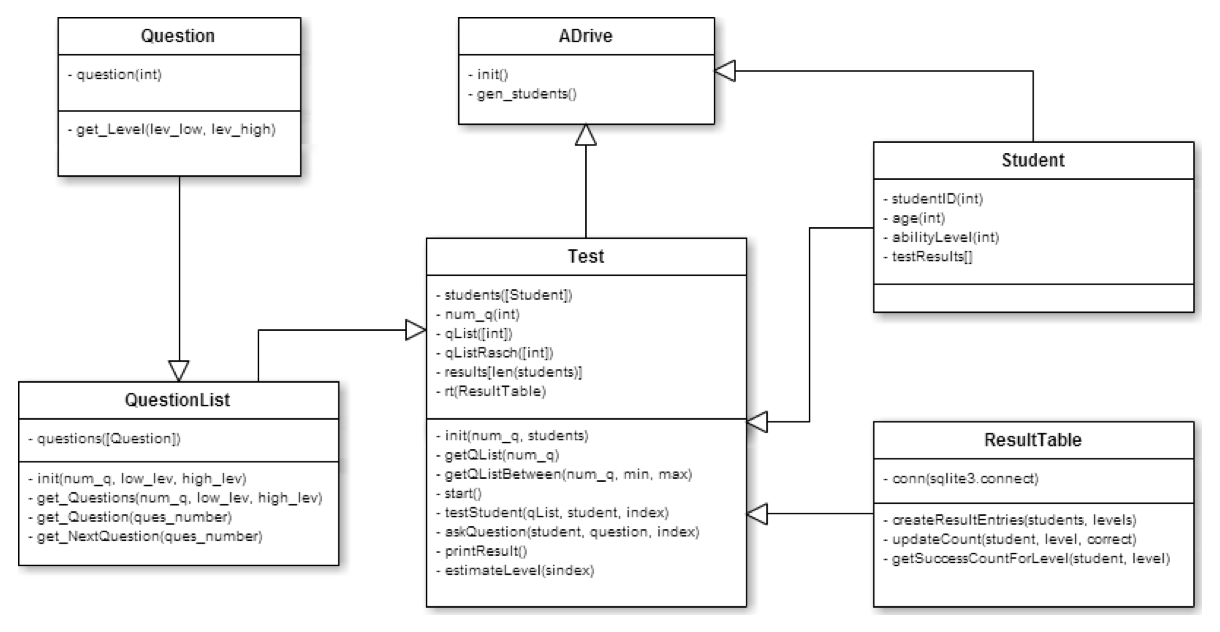 Question
- question(int)
- get_Level(lev_low, lev_high)
ADrive
- init()
- gen_students()
Student
- studentID(int)
- age(int)
- abilityLevel(int)
- testResults[]
Test
- students([Student])
- num_q(int)
- qList([int])
- qListRasch([int])
- results[len(students)]
- rt(ResultTable)
- init(num_q, students)
- getQList(num_q)
- getQListBetween(num_q, min, max)
- start()
- testStudent(qList, student, index)
- askQuestion(student, question, index)
- printResult()
- estimateLevel(sindex)
QuestionList
- questions([Question])
- init(num_q, low_lev, high_lev)
- get_Questions(num_q, low_lev, high_lev)
- get_Question(ques_number)
- get_NextQuestion(ques_number)
ResultTable
- conn(sqlite3.connect)
- createResultEntries(students, levels)
- updateCount(student, level, correct)
- getSuccessCountForLevel(student, level)